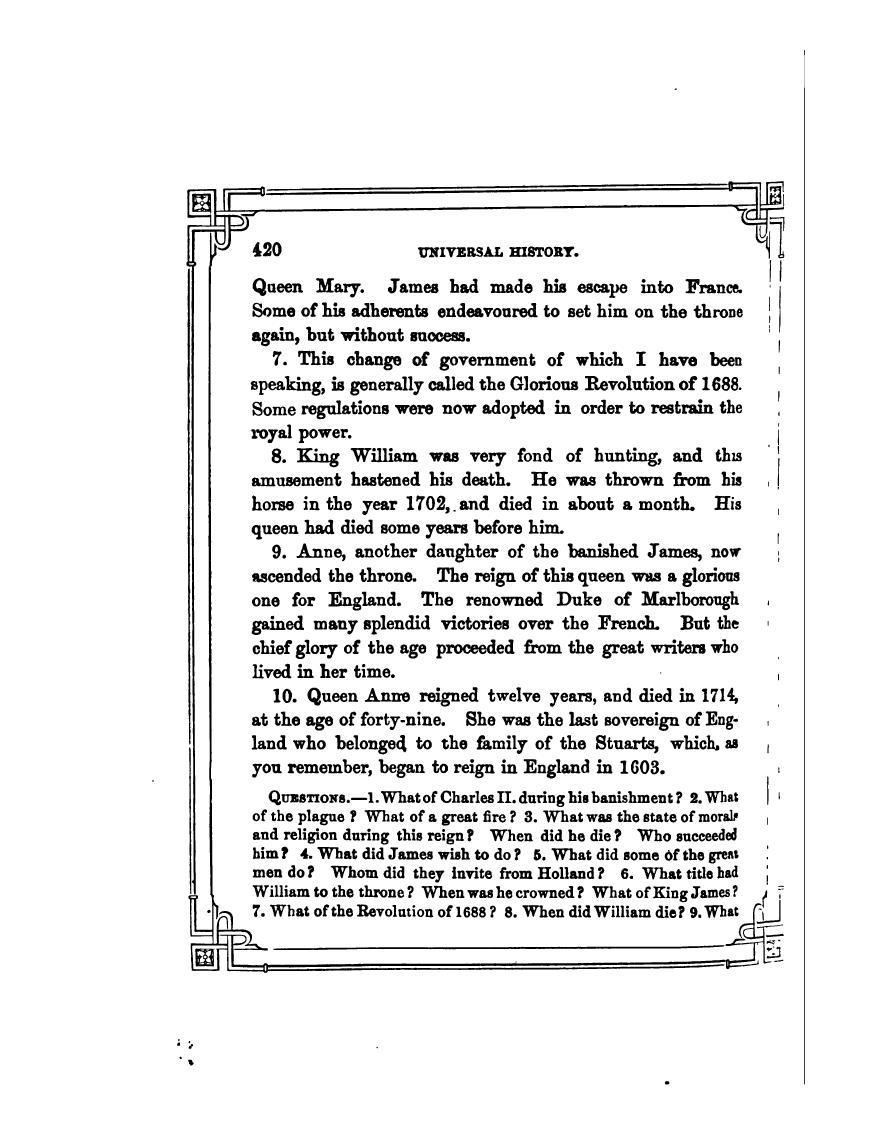 420 UNIVERSAL HISTORY.
Queen Mary. James had made his escape into France.
Some of his adherents endeavoured to set him on the throne
again, but without success.
7. This change of government of which I have been
speaking, is generally called the Glorious Revolution of 1688.
Some regulations were now adopted in order to restrain the
royal power.
8. King William was very fond of hunting, and this
amusement hastened his death. He was thrown from his
horse in the year 1702, and died in about a month. His
queen had died some years before him.
9. Anne, another daughter of the banished James, now
ascended the throne. The reign of this queen was a glorious
one for England. The renowned Duke of Marlborough
gained many splendid victories over the French. But the
chief glory of the age proceeded from the great writers who
lived in her time.
10. Queen Anne reigned twelve years, and died in 1714,
at the age of forty-nine. She was the last sovereign of Eng-
land who belonged to the family of the Stuarts, which, as
you remember, began to reign in England in 1603.
QUESTIONS.—1. What of Charles II. during his banishment? 2. What
of the plague? What of a great fire? 3. What was the state of morals
and religion during this reign? When did he die? Who succeeded
him? 4. What did James wish to do? 5. What did some of the great
men do? Whom did they invite from Holland? 6. What title had
William to the throne? When was he crowned? What of King James?
7. What of the Revolution of 1688? 8. When did William die? 9. What